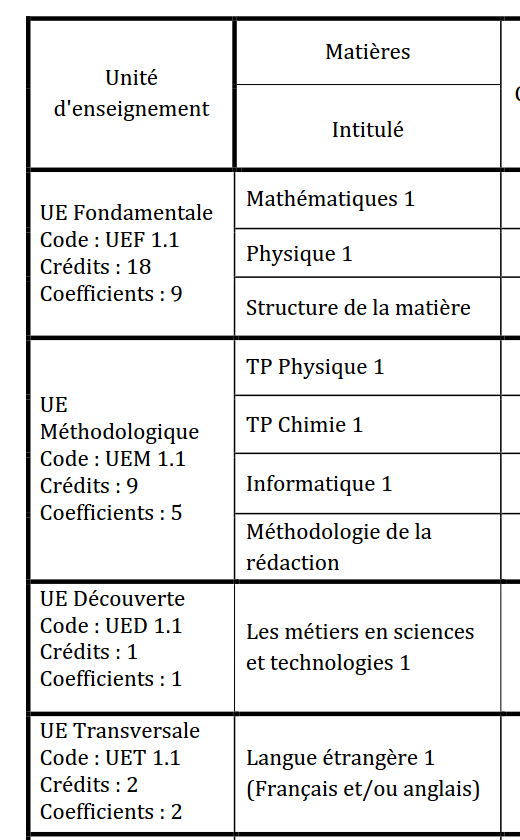 Unité
d'enseignement
Matières
Intitulé
UE Fondamentale
Code : UEF 1.1
Crédits : 18
Coefficients : 9
Mathématiques 1
Physique 1
Structure de la matière
UE
Méthodologique
Code : UEM 1.1
Crédits : 9
Coefficients : 5
TP Physique 1
TP Chimie 1
Informatique 1
Méthodologie de la
rédaction
UE Découverte
Code : UED 1.1
Crédits : 1
Coefficients : 1
Les métiers en sciences
et technologies 1
UE Transversale
Code : UET 1.1
Crédits : 2
Coefficients : 2
Langue étrangère 1
(Français et/ou anglais)